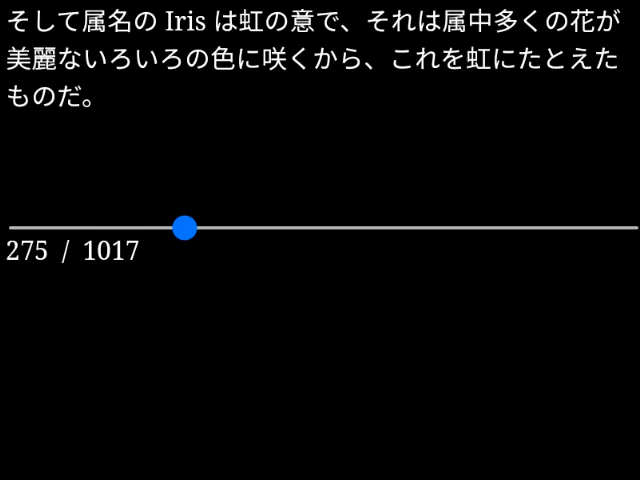 そして属名の Iris は虹の意で、それは属中多くの花が
美麗ないろいろの色に咲くから、これを虹にたとえた
ものだ。
275 / 1017